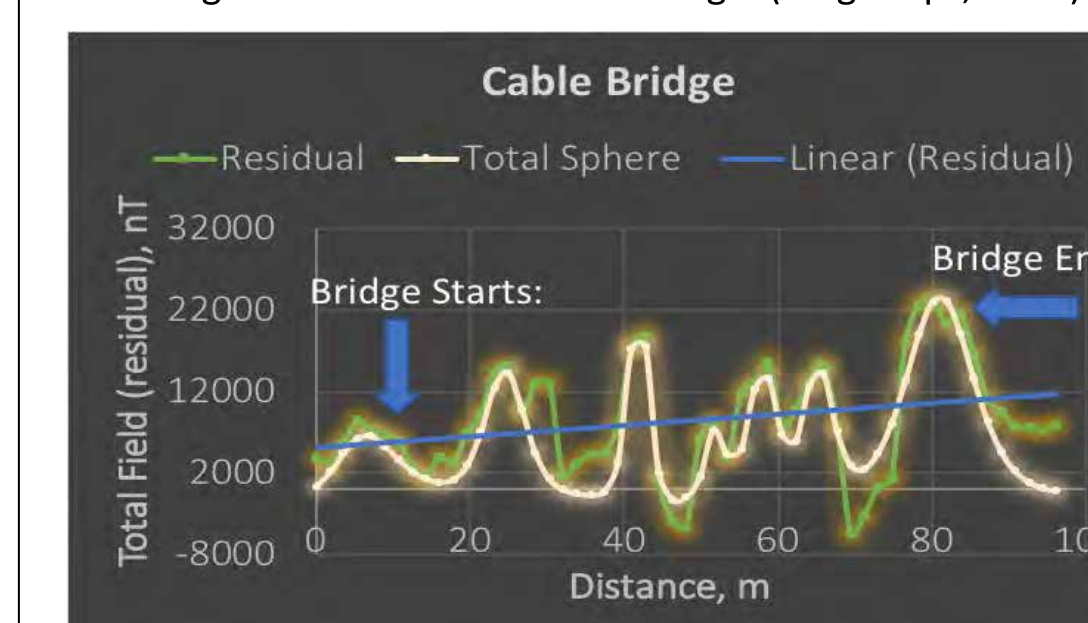 Cable Bridge
Residual Total Sphere Linear (Residual)
Total Field (residual), nT
32000
22000
12000
2000
-8000
Bridge Starts:
Bridge
0 20 40 60 80
Distance, m